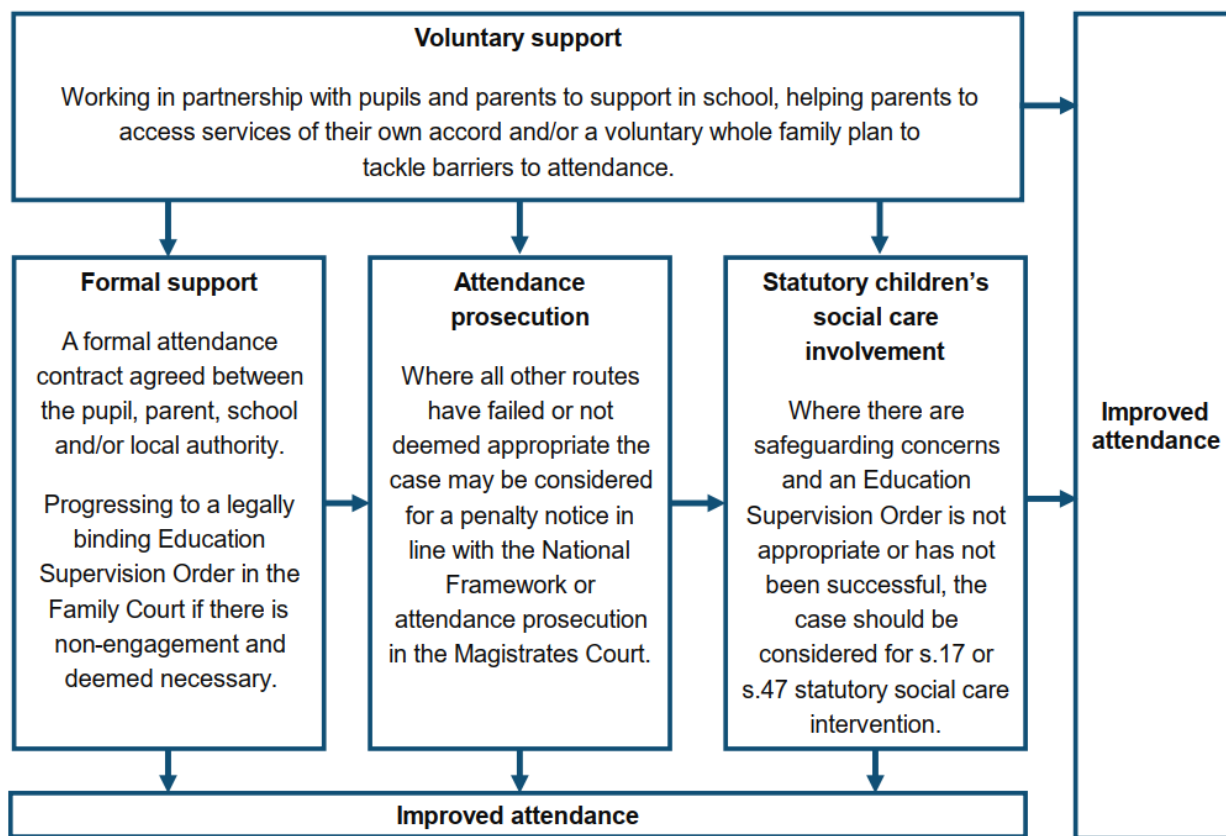 Voluntary support
Working in partnership with pupils and parents to support in school, helping parents to
access services of their own accord and/or a voluntary whole family plan to
tackle barriers to attendance.
Formal support
A formal attendance
contract agreed between
the pupil, parent, school
and/or local authority.
Progressing to a legally
binding Education
Supervision Order in the
Family Court if there is
non-engagement and
deemed necessary.
Attendance
prosecution
Where all other routes
have failed or not
deemed appropriate the
case may be considered
for a penalty notice in
line with the National
Framework or
attendance prosecution
in the Magistrates Court.
Statutory children’s
social care
involvement
Where there are
safeguarding concerns
and an Education
Supervision Order is not
appropriate or has not
been successful, the
case should be
considered for s.17 or
s.47 statutory social care
intervention.
Improved
attendance
Improved attendance